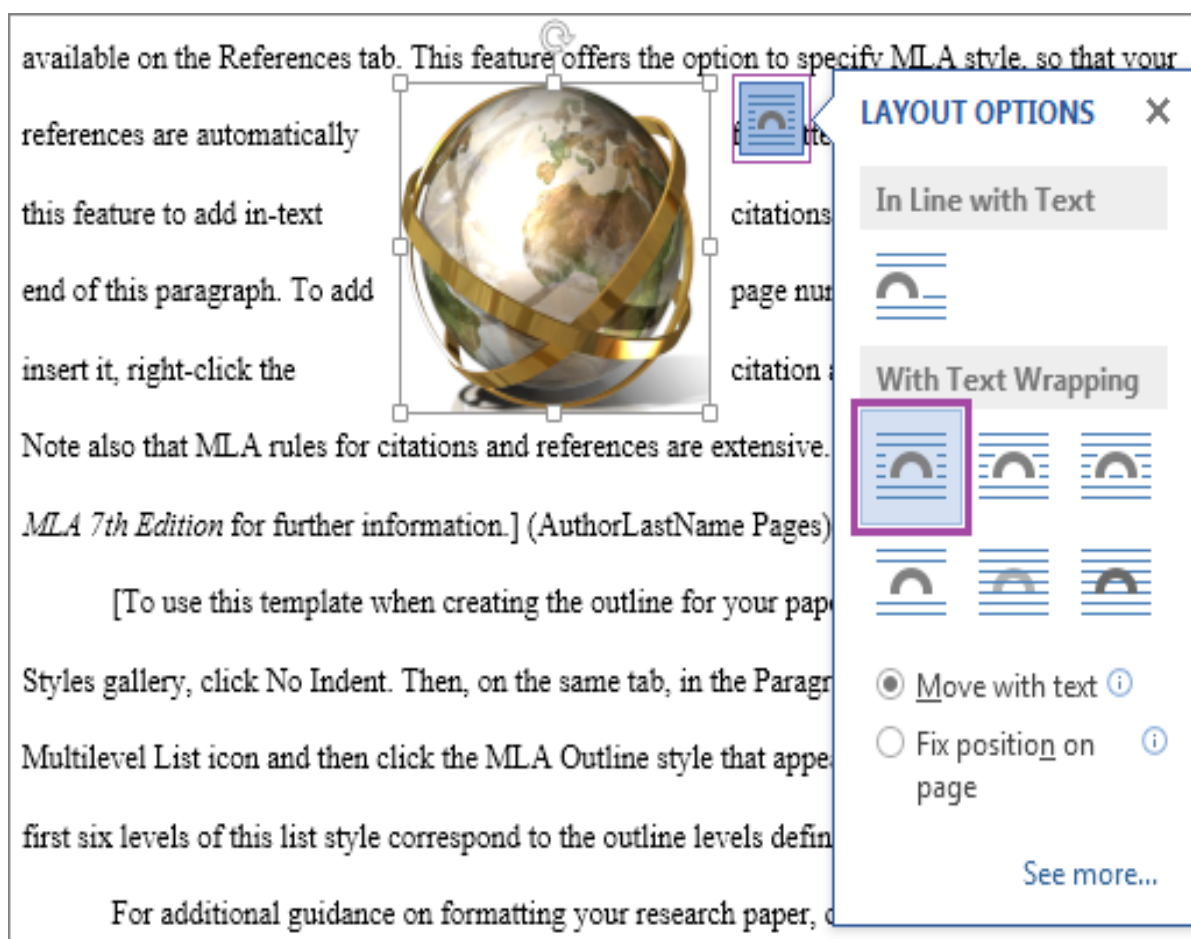 available on the References tab. This feature offers the option to specify MLA style, so that your
references are automatically
this feature to add in-text citations
end of this paragraph. To add page
insert it, right-click the citation
Note also that MLA rules for citations and references are extensive.
MLA 7th Edition for further information.] (AuthorLastName Pages)
[To use this template when creating the outline for your
Styles gallery, click No Indent. Then, on the same tab, in the
Multilevel List icon and then click the MLA Outline style that
first six levels of this list style correspond to the outline levels
For additional guidance on formatting your research paper,
LAYOUT OPTIONS
In Line with Text
With Text Wrapping
Move with text
Fix position on
page
See more...